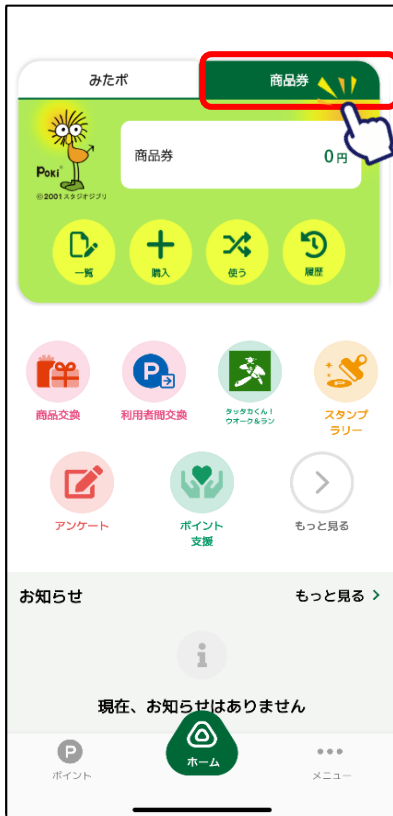 みたポ
商品券
Poki
©2001 スタジオジブリ
商品券
0円
一覧
購入
使う
履歴
商品交換
利用者間交換
タッタカくん！
ウオーク&ラン
スタンプ
ラリー
アンケート
ポイント
支援
もっと見る
お知らせ
もっと見る
現在、お知らせはありません
ポイント
ホーム
メニュー